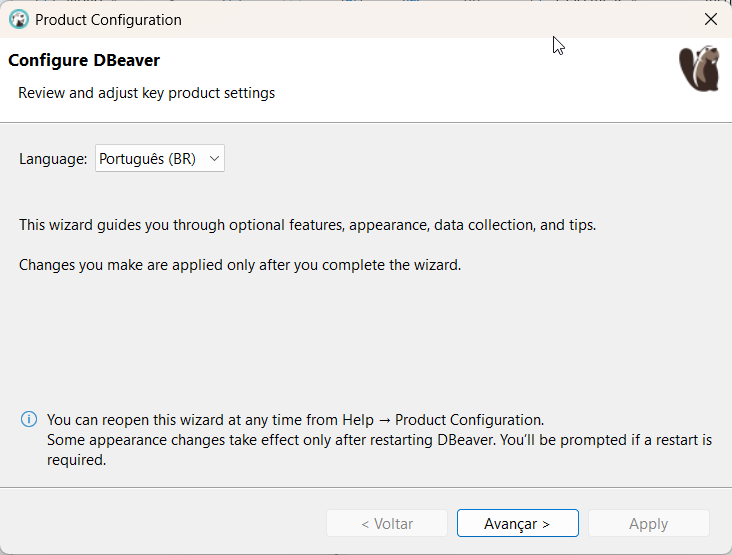 Product Configuration
Configure DBeaver
Review and adjust key product settings
Language: Português (BR)
This wizard guides you through optional features, appearance, data collection, and tips.
Changes you make are applied only after you complete the wizard.
You can reopen this wizard at any time from Help → Product Configuration.
Some appearance changes take effect only after restarting DBeaver. You’ll be prompted if a restart is
required.
< Voltar Avançar > Apply